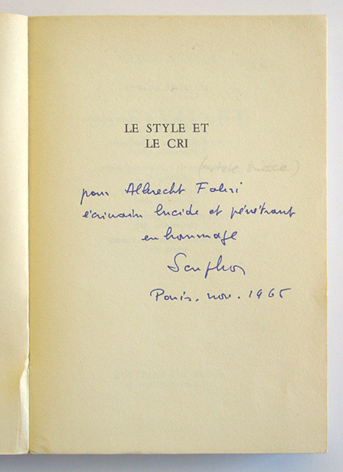 LE STYLE ET
LE CRI
pour Albrecht Fabri
écrivain lucide et pénétrant
en hommage
Seuphor
Paris. nov. 1965